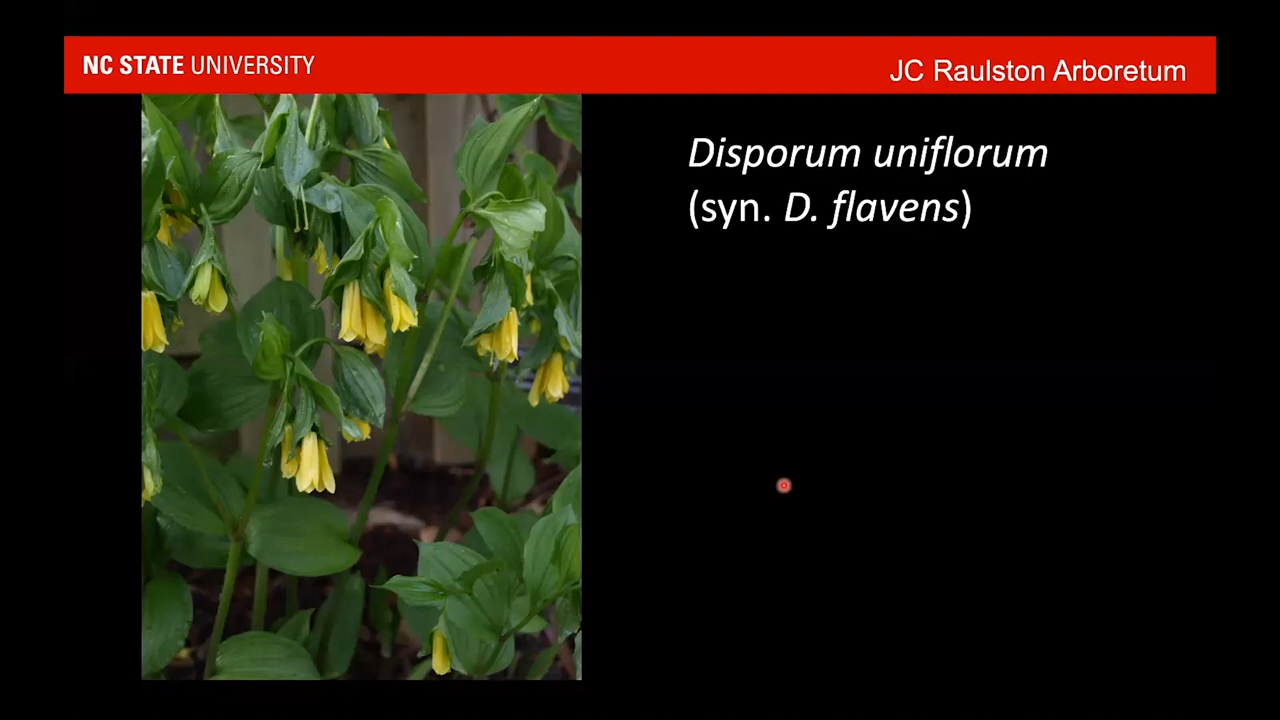 NC STATE UNIVERSITY
JC Raulston Arboretum
Disporum uniflorum
(syn. D. flavens)